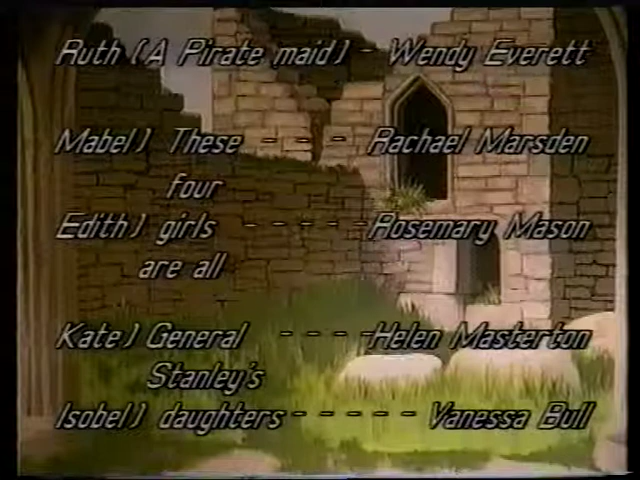 Ruth (A Pirate maid) - Wendy Everett
Mabel) These - - - Rachael Marsden
four
Edith) girls - - - - - - Rosemary Mason
are all
Kate) General - - - - Helen Masterton
Stanley's
Isobel) daughters - - - - - Vanessa Bull